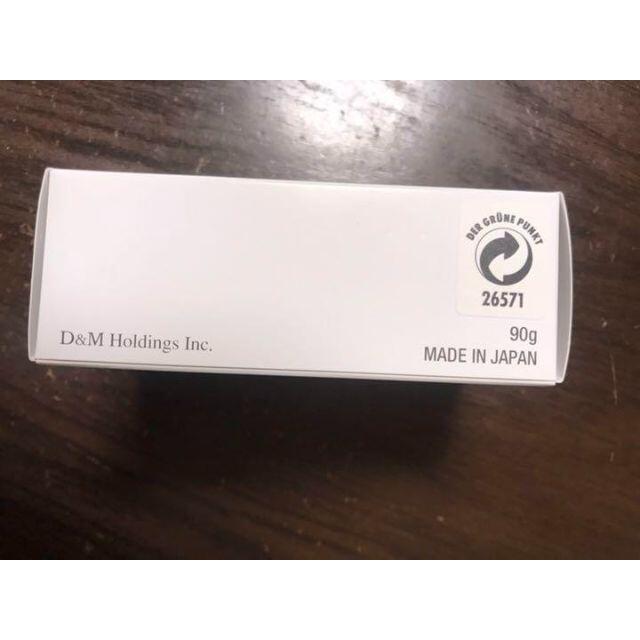 DER GRÜNE PUNKT
26571
D&M Holdings Inc.
90g
MADE IN JAPAN